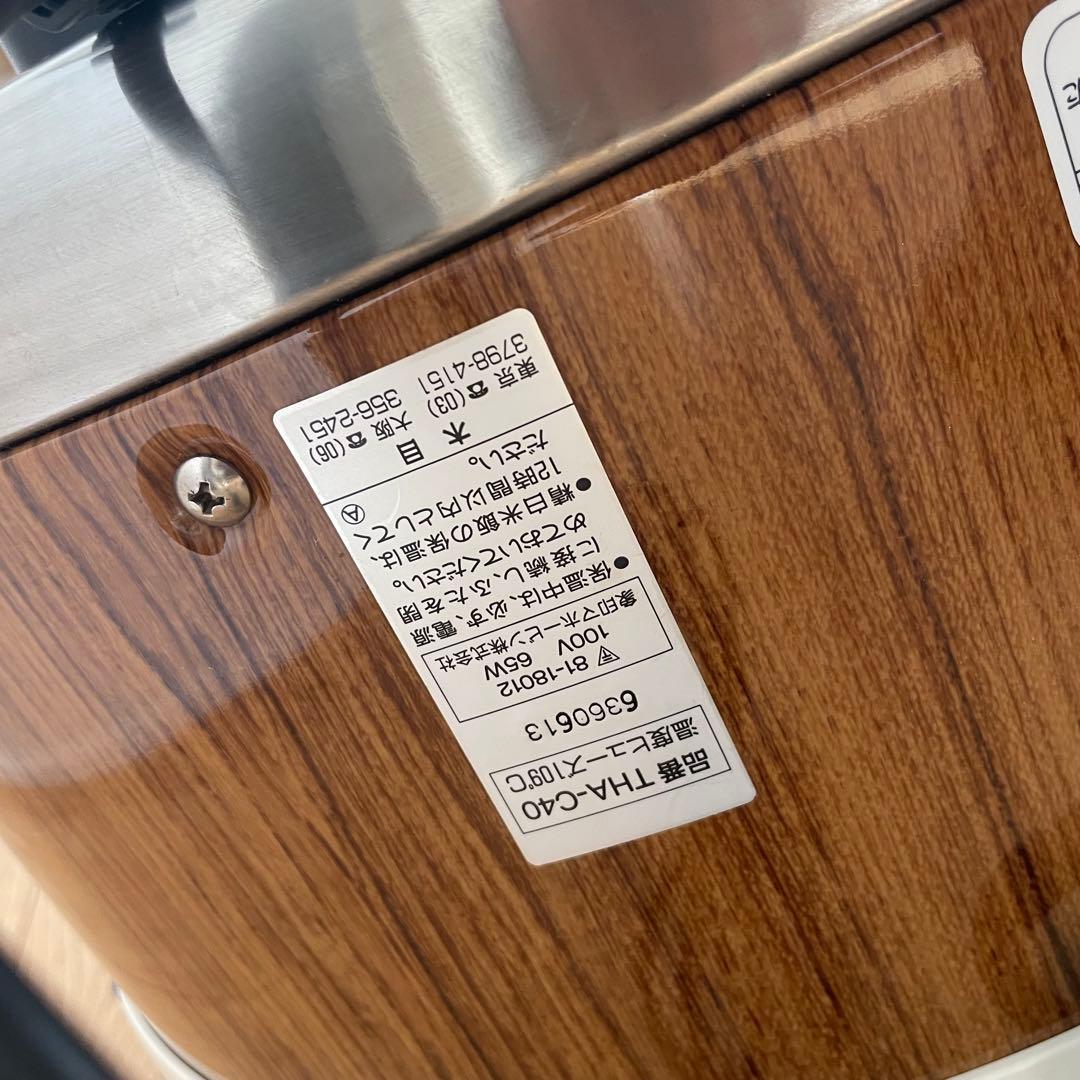 品番 THA-C40
温度ヒューズ109℃
6360613
〒 81-18012
100V 65W
象印マホービン株式会社
●保温中は、必ず、電源
に接続し、ふたを閉
めておいてください。
●精白米飯の保温は、
12時間以内としてく
ださい。
Ⓐ
木目
東京☎(03) 3798-4151
大阪☎(06) 356-2451